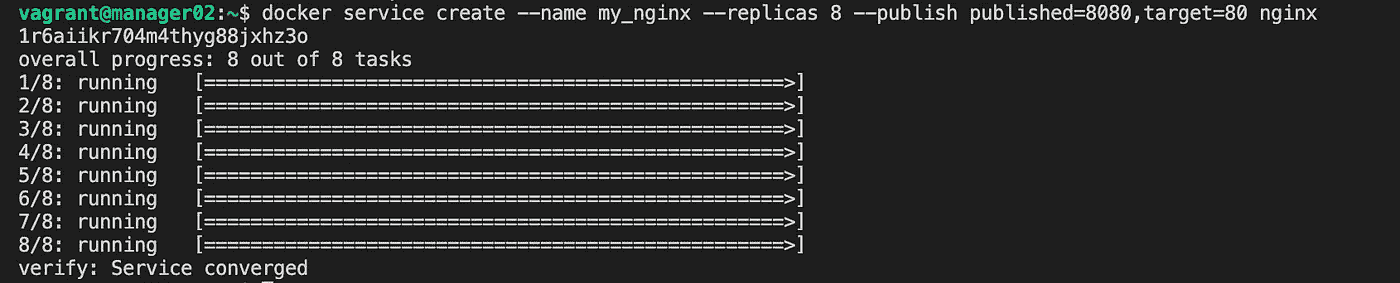 vagrant@manager02:~$ docker service create --name my_nginx --replicas 8 --publish published=8080,target=80 nginx
1r6aiikr704m4thyg88jxhz3o
overall progress: 8 out of 8 tasks
1/8: running   [==================================================>]
2/8: running   [==================================================>]
3/8: running   [==================================================>]
4/8: running   [==================================================>]
5/8: running   [==================================================>]
6/8: running   [==================================================>]
7/8: running   [==================================================>]
8/8: running   [==================================================>]
verify: Service converged